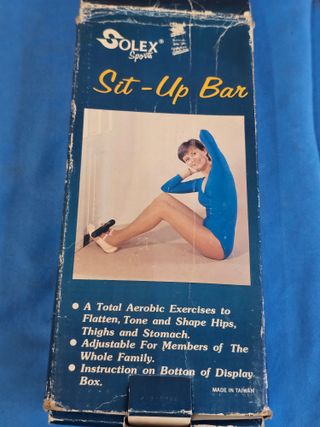 SOLEX®
Sports
Sit-Up Bar
• A Total Aerobic Exercises to
Flatten, Tone and Shape Hips,
Thighs and Stomach.
• Adjustable For Members of The
Whole Family.
• Instruction on Botton of Display
Box.
MADE IN TAIWAN